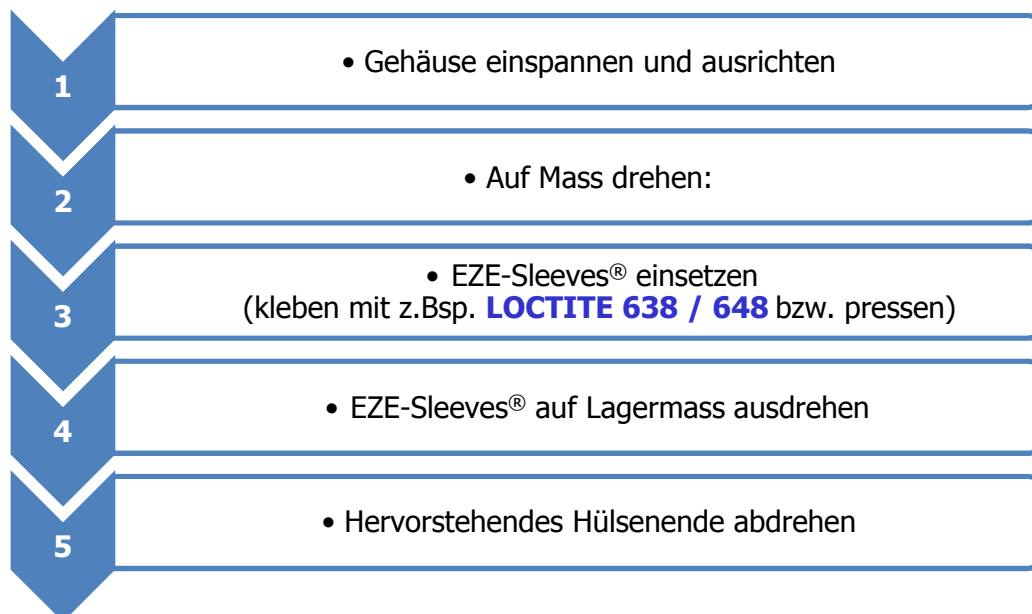 1
• Gehäuse einspannen und ausrichten
2
• Auf Mass drehen:
3
• EZE-Sleeves® einsetzen
(kleben mit z.Bsp. LOCTITE 638 / 648 bzw. pressen)
4
• EZE-Sleeves® auf Lagermass ausdrehen
5
• Hervorstehendes Hülsenende abdrehen